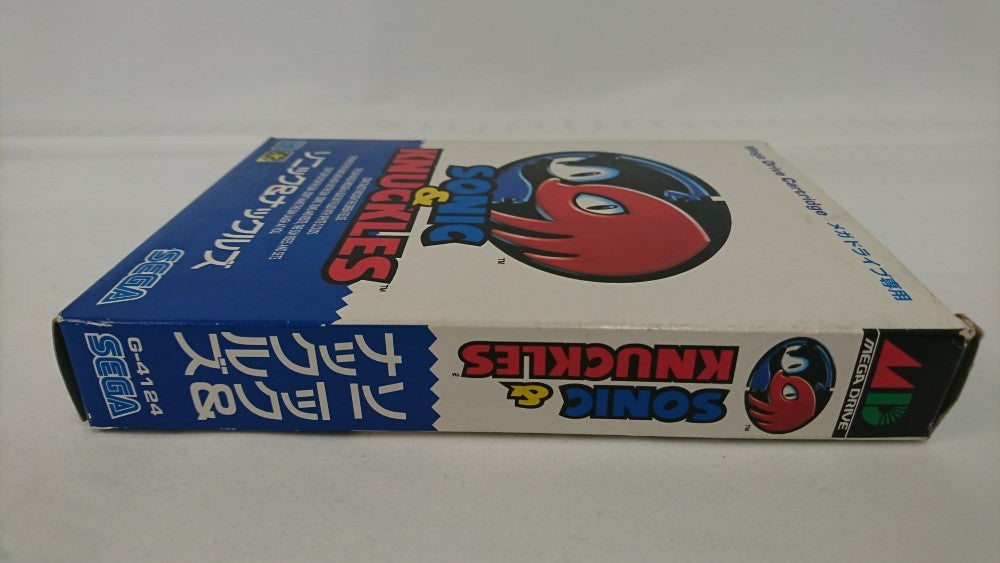 Mega Drive Cartridge
メガドライブ専用
SONIC
&
KNUCKLES
TM
TM
ソニック&ナックルズ
SEGA
MEGA DRIVE
SONIC &
KNUCKLES
TM
TM
ソニック&
ナックルズ
G-4124
SEGA